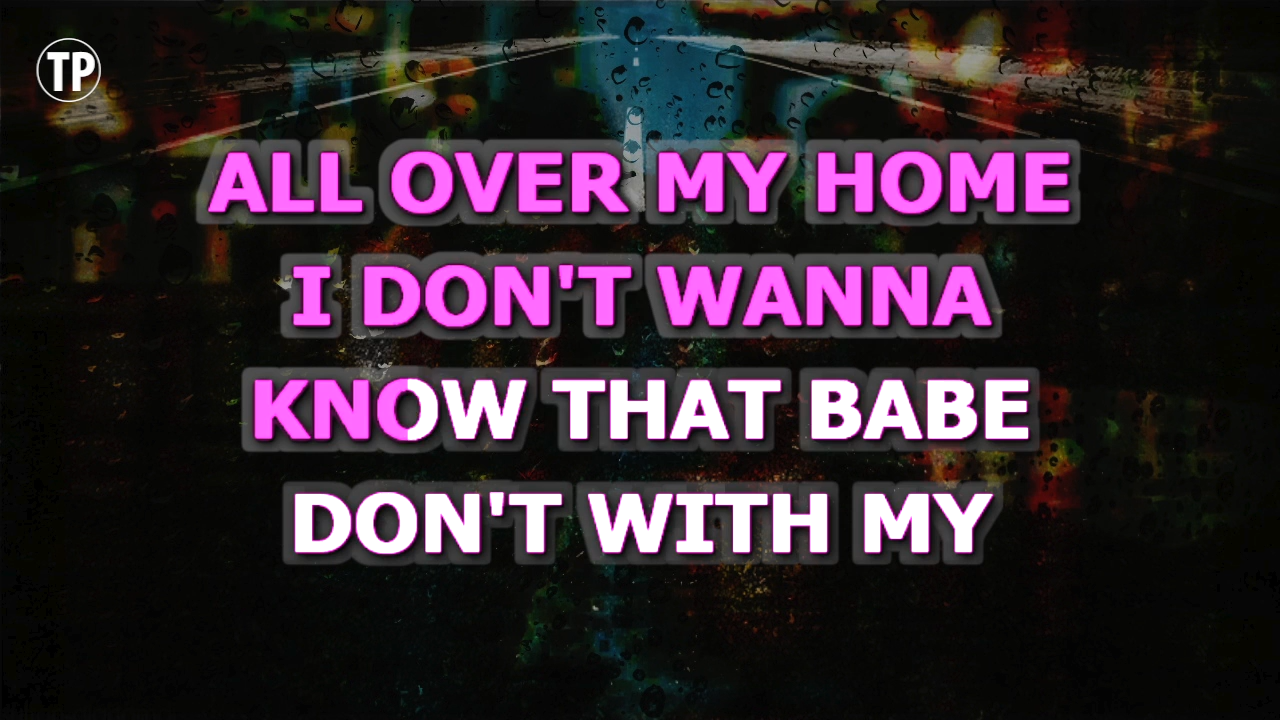 TP
ALL OVER MY HOME
I DON'T WANNA
KNOW THAT BABE
DON'T WITH MY